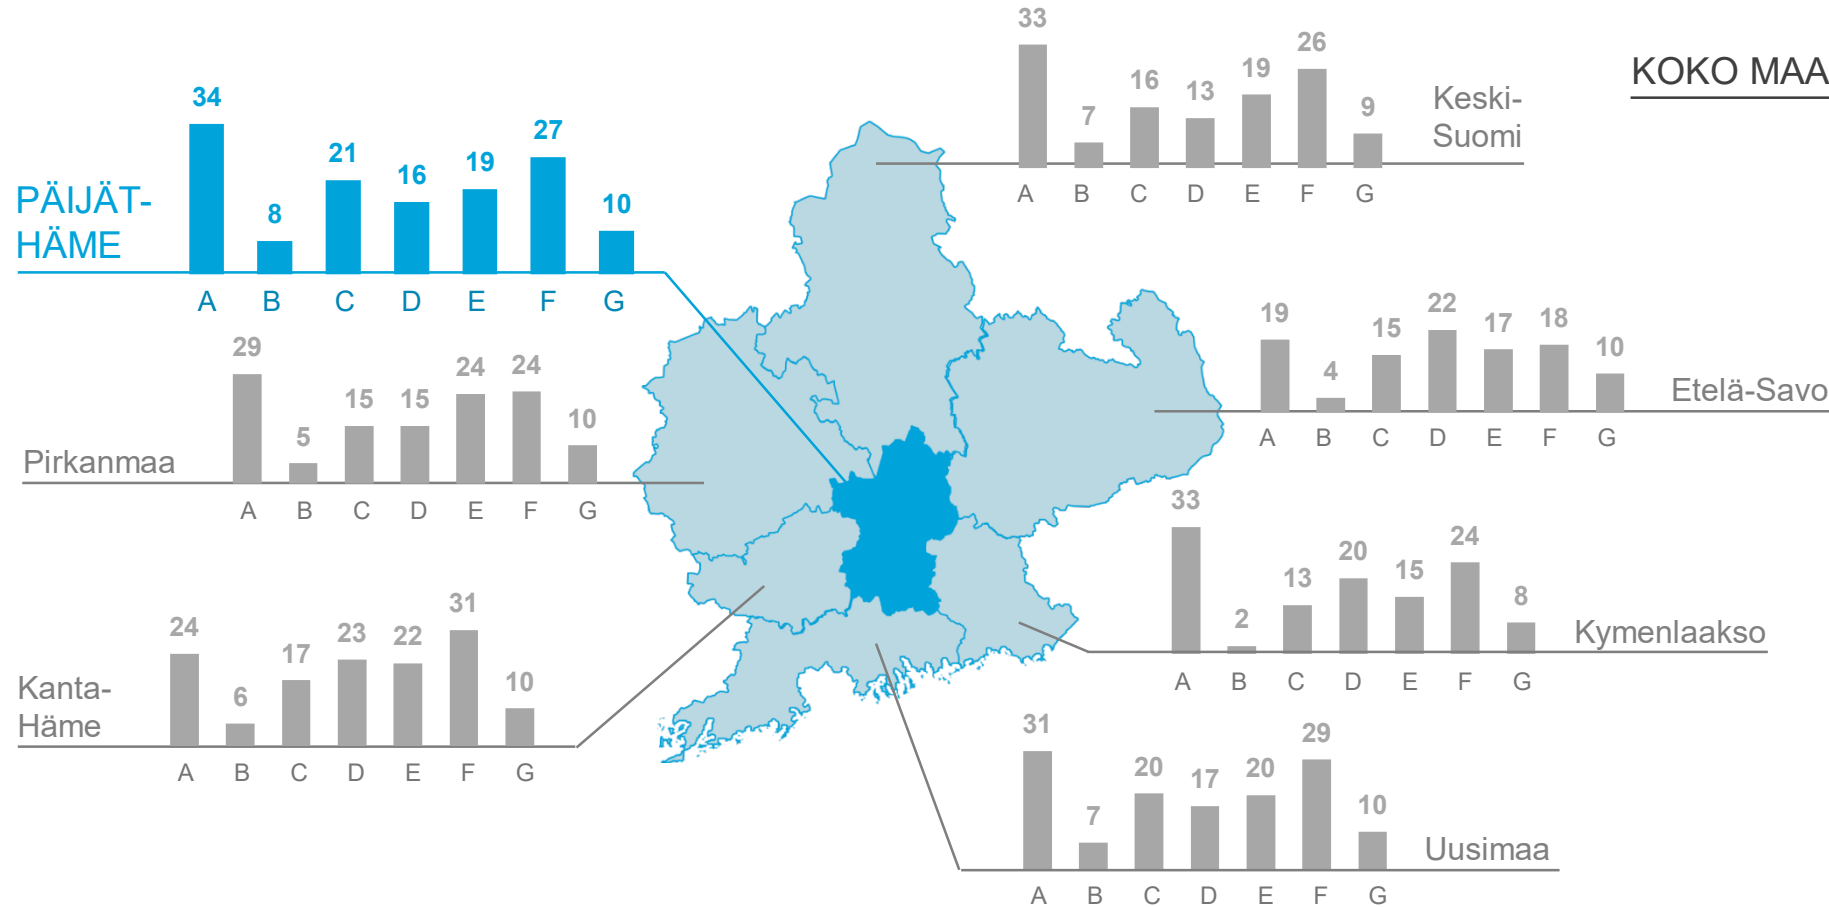 KOKO MAA
PÄIJÄT-
HÄME
34 8 21 16 19 27 10
A B C D E F G
33 7 16 13 19 26 9
Keski-
Suomi
A B C D E F G
Pirkanmaa
29 5 15 15 24 24 10
A B C D E F G
19 4 15 22 17 18 10
Etelä-Savo
A B C D E F G
33 2 13 20 15 24 8
Kymenlaakso
A B C D E F G
Kanta-
Häme
24 6 17 23 22 31 10
A B C D E F G
31 7 20 17 20 29 10
Uusimaa
A B C D E F G